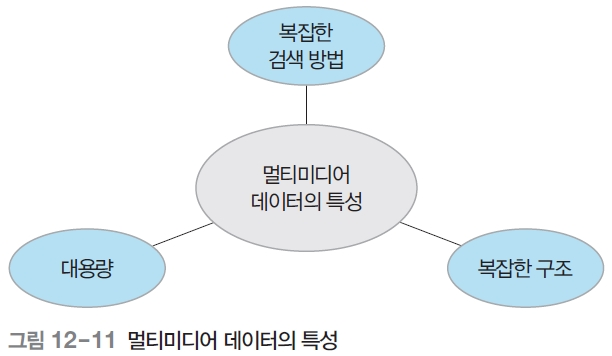 복잡한
검색 방법
멀티미디어
데이터의 특성
대용량
복잡한 구조
그림 12-11 멀티미디어 데이터의 특성